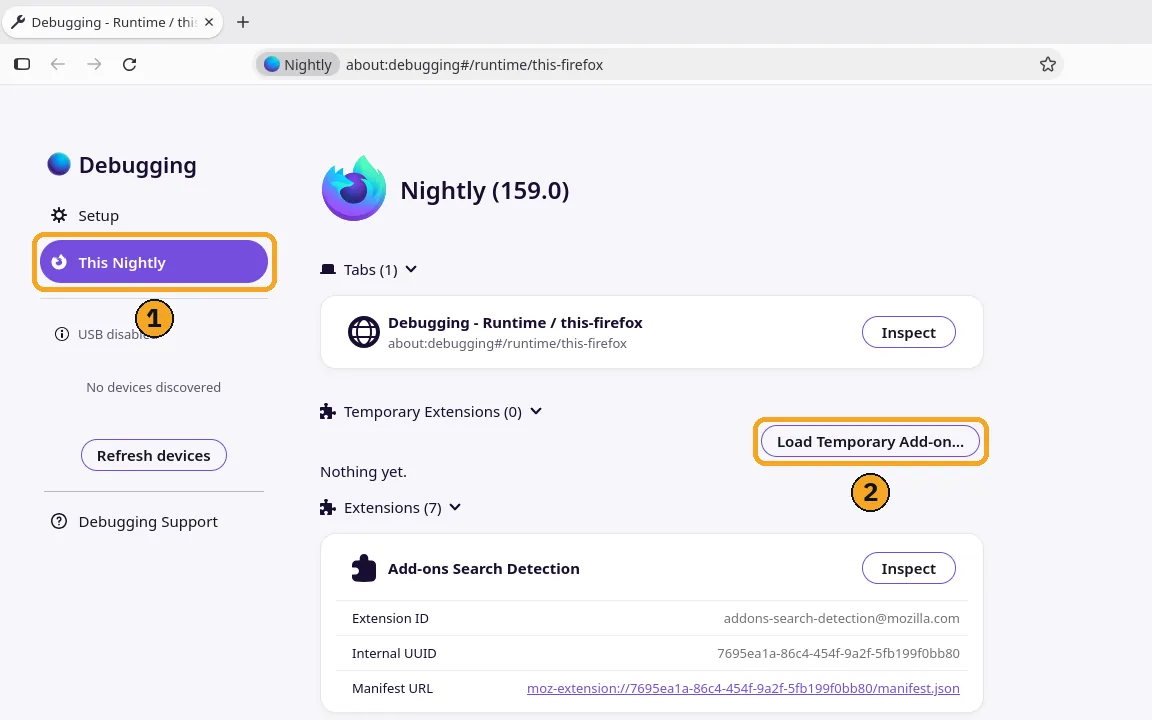 Debugging - Runtime / this
Nightly about:debugging#/runtime/this-firefox
Debugging
Setup
This Nightly
1
USB disable
No devices discovered
Refresh devices
Debugging Support
Nightly (159.0)
Tabs (1)
Debugging - Runtime / this-firefox
about:debugging#/runtime/this-firefox
Inspect
Temporary Extensions (0)
Load Temporary Add-on...
2
Nothing yet.
Extensions (7)
Add-ons Search Detection
Inspect
Extension ID addons-search-detection@mozilla.com
Internal UUID 7695ea1a-86c4-454f-9a2f-5fb199f0bb80
Manifest URL moz-extension://7695ea1a-86c4-454f-9a2f-5fb199f0bb80/manifest.json